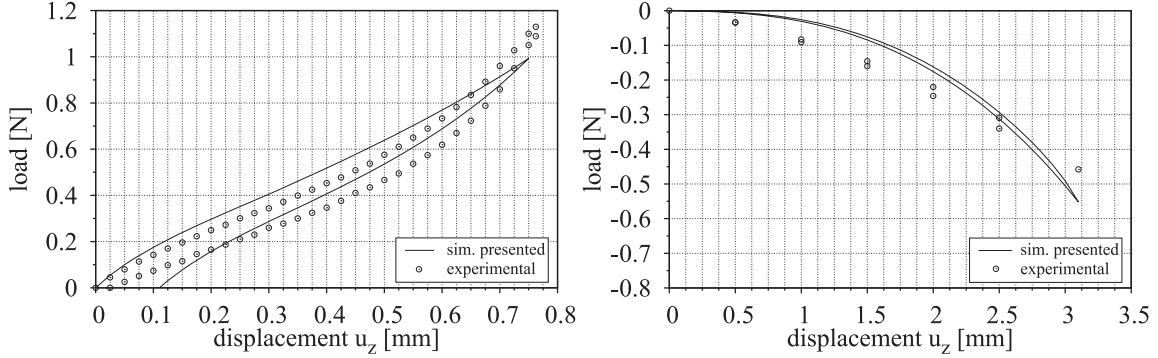 load [N]
1.2
1
0.8
0.6
0.4
0.2
0
0 0.1 0.2 0.3 0.4 0.5 0.6 0.7 0.8
displacement u_z [mm]
sim. presented
experimental
load [N]
0
-0.1
-0.2
-0.3
-0.4
-0.5
-0.6
-0.7
-0.8
0 0.5 1 1.5 2 2.5 3 3.5
displacement u_z [mm]
sim. presented
experimental